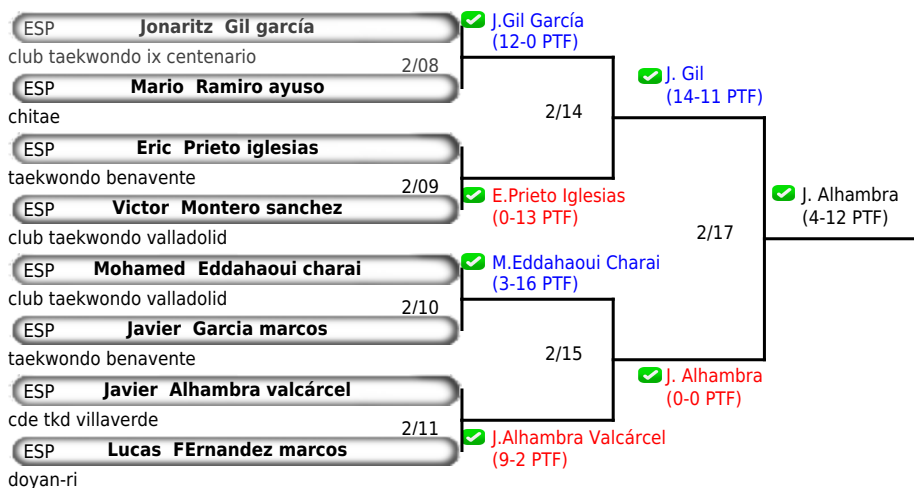 ESP Jonaritz Gil garcía
club taekwondo ix centenario
2/08
ESP Mario Ramiro ayuso
chitae
ESP Eric Prieto iglesias
taekwondo benavente
2/09
ESP Victor Montero sanchez
club taekwondo valladolid
ESP Mohamed Eddahaoui charai
club taekwondo valladolid
2/10
ESP Javier Garcia marcos
taekwondo benavente
ESP Javier Alhambra valcárcel
cde tkd villaverde
2/11
ESP Lucas FErnandez marcos
doyan-ri
J.Gil García
(12-0 PTF)
2/14
E.Prieto Iglesias
(0-13 PTF)
M.Eddahaoui Charai
(3-16 PTF)
2/15
J.Alhambra Valcárcel
(9-2 PTF)
J. Gil
(14-11 PTF)
2/17
J. Alhambra
(0-0 PTF)
J. Alhambra
(4-12 PTF)